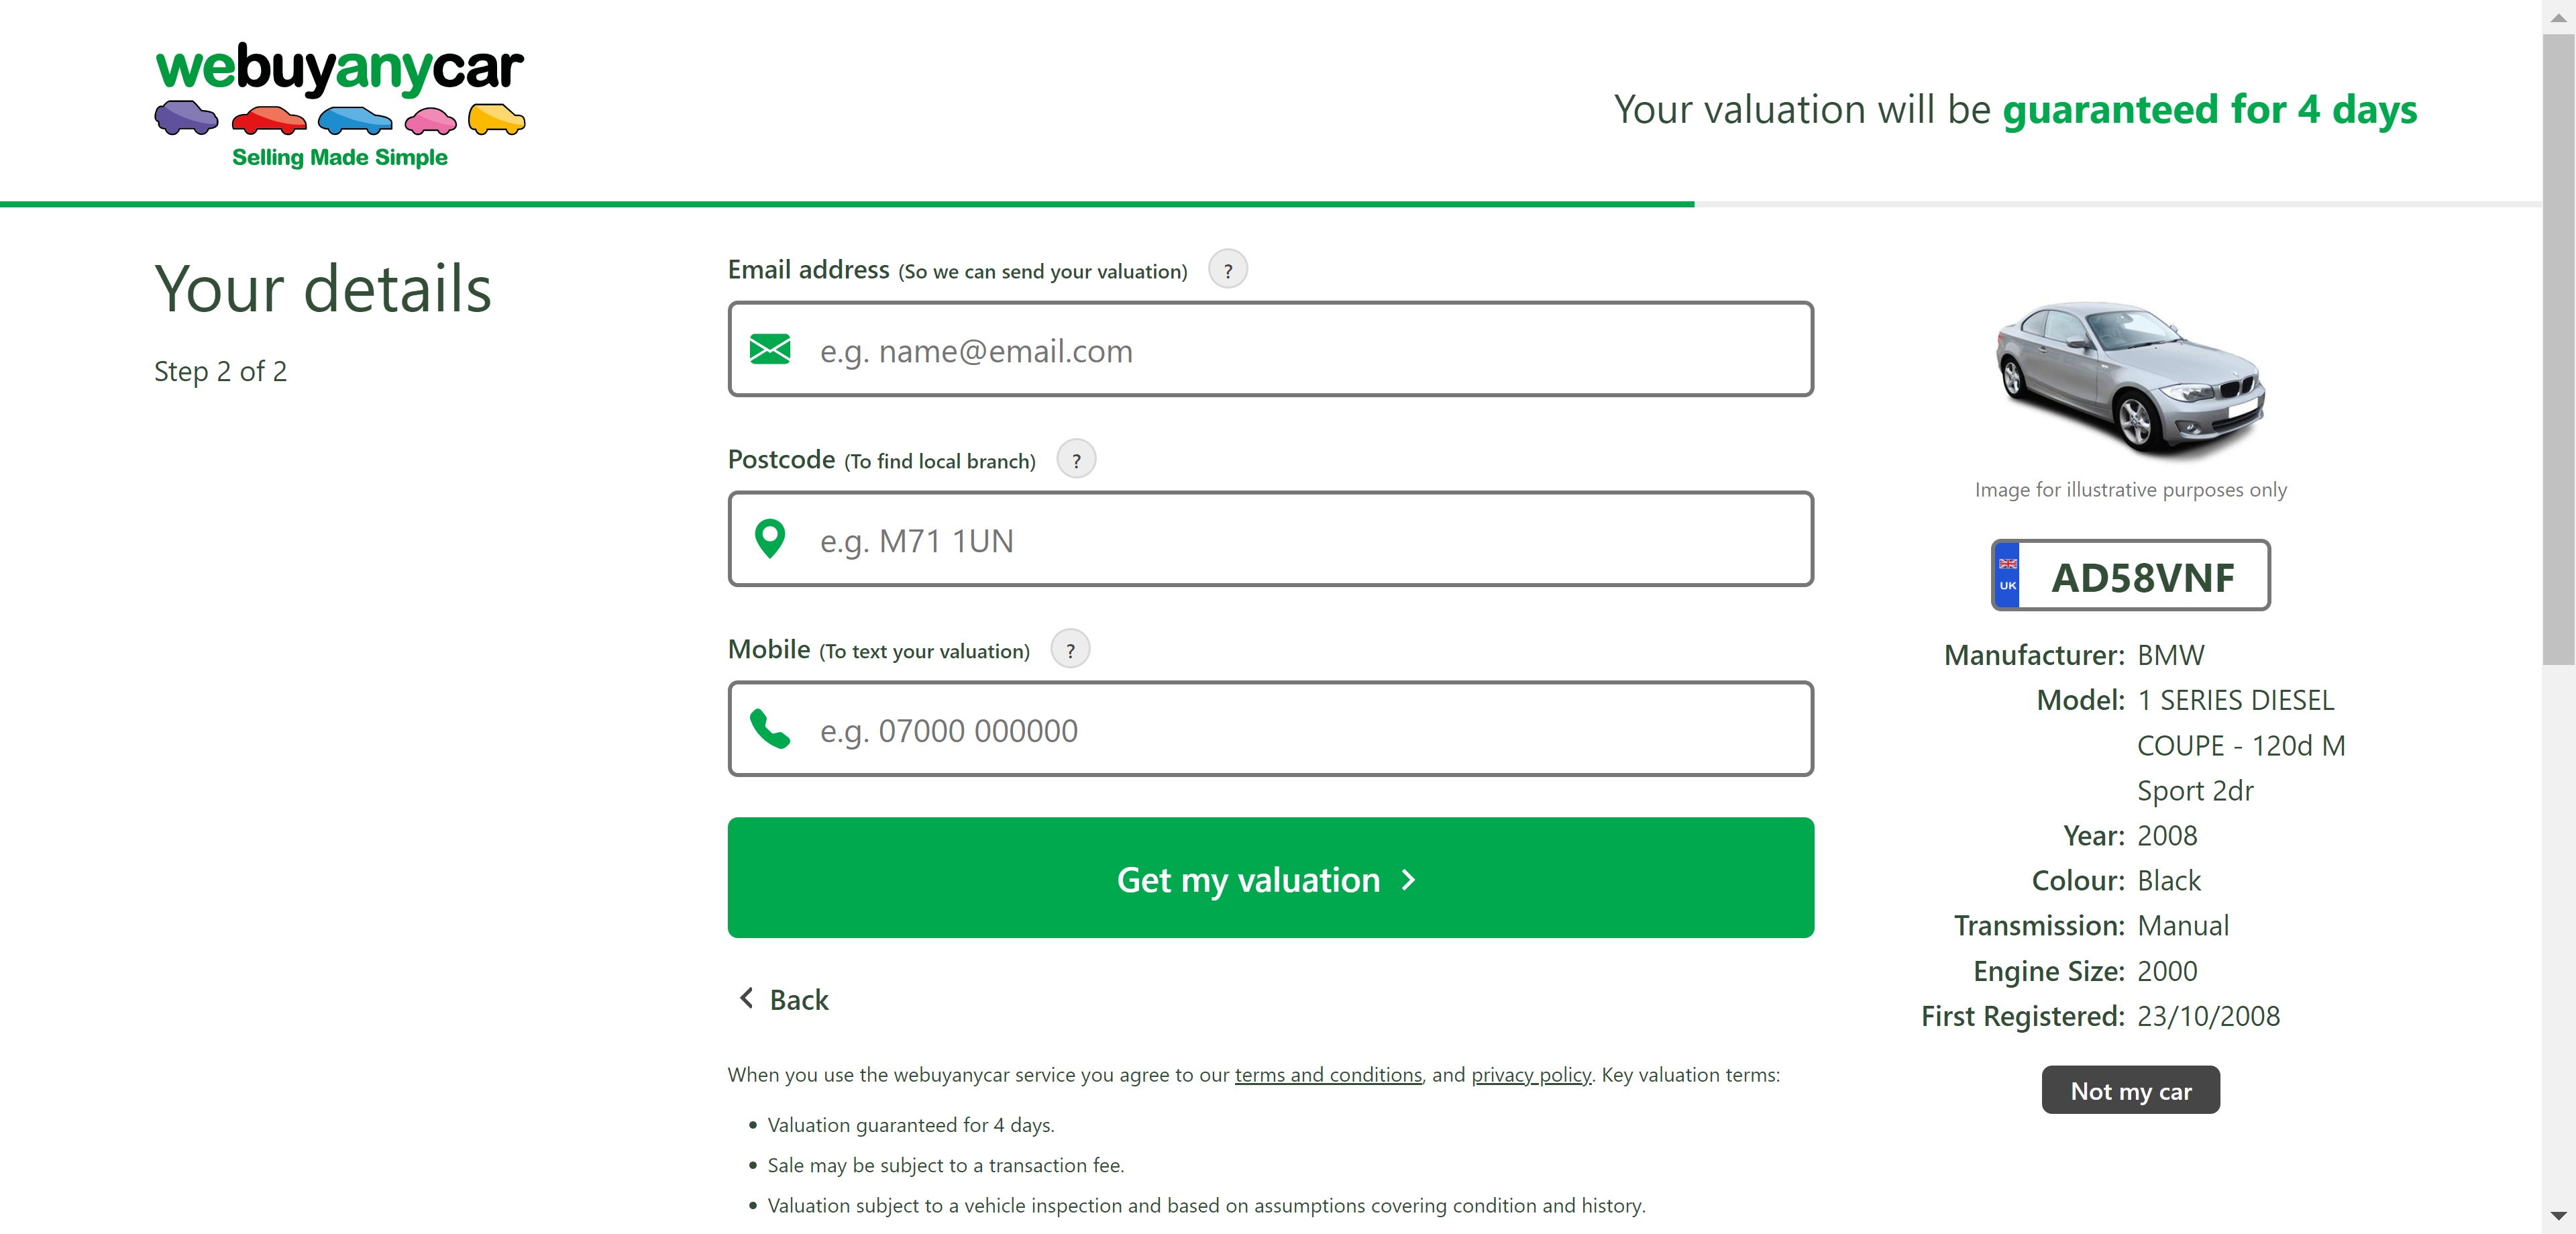 webuyanycar
Selling Made Simple
Your valuation will be guaranteed for 4 days
Your details
Step 2 of 2
Email address (So we can send your valuation) ?
e.g. name@email.com
Postcode (To find local branch) ?
e.g. M71 1UN
Mobile (To text your valuation) ?
e.g. 07000 000000
Get my valuation
Back
When you use the webuyanycar service you agree to our terms and conditions, and privacy policy. Key valuation terms:
• Valuation guaranteed for 4 days.
• Sale may be subject to a transaction fee.
• Valuation subject to a vehicle inspection and based on assumptions covering condition and history.
Image for illustrative purposes only
UK AD58VNF
Manufacturer: BMW
Model: 1 SERIES DIESEL
COUPE - 120d M
Sport 2dr
Year: 2008
Colour: Black
Transmission: Manual
Engine Size: 2000
First Registered: 23/10/2008
Not my car